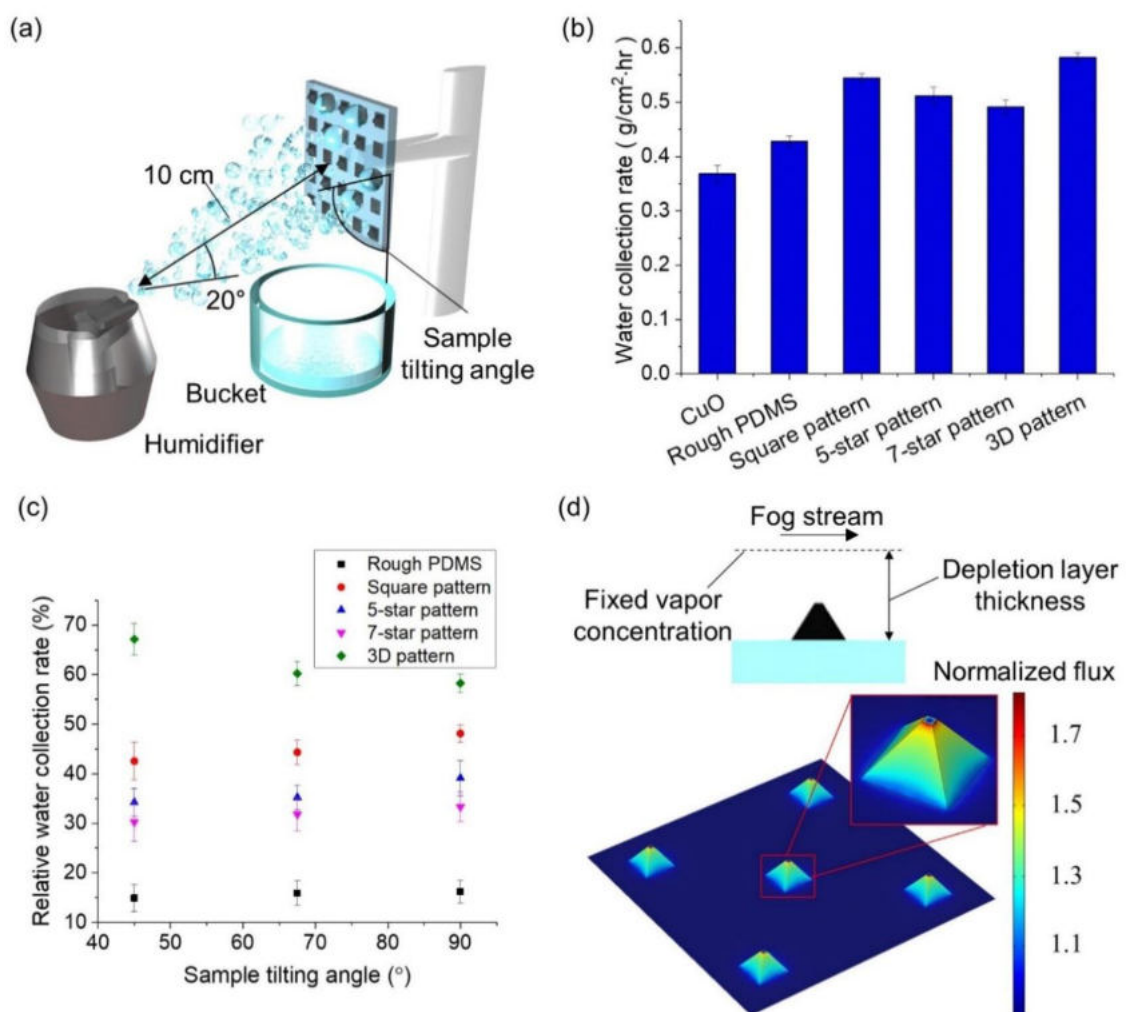 (a)
10 cm
20°
Sample
tilting angle
Bucket
Humidifier
(b)
Water collection rate ( g/cm²·hr)
0.6
0.5
0.4
0.3
0.2
0.1
0.0
CuO
Rough PDMS
Square pattern
5-star pattern
7-star pattern
3D pattern
(c)
Relative water collection rate (%)
70
60
50
40
30
20
10
Rough PDMS
Square pattern
5-star pattern
7-star pattern
3D pattern
40 50 60 70 80 90
Sample tilting angle (°)
(d)
Fog stream
Fixed vapor
concentration
Depletion layer
thickness
Normalized flux
1.7
1.5
1.3
1.1